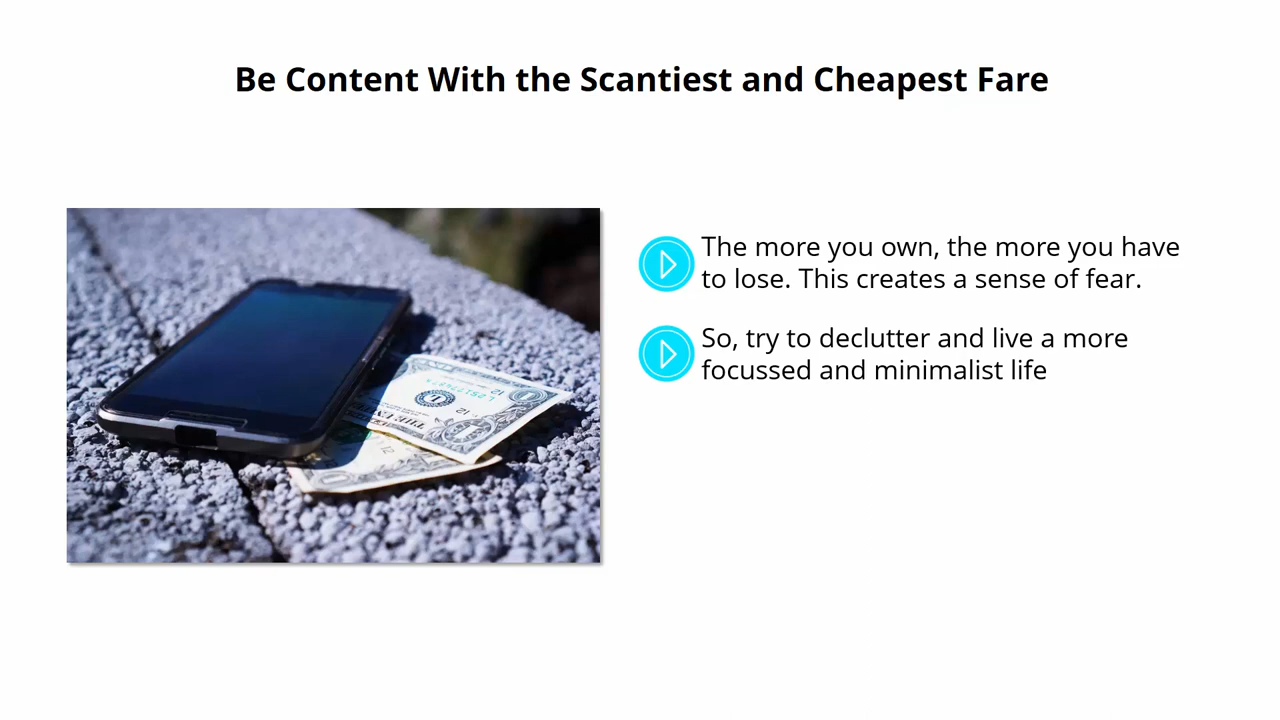 Be Content With the Scantiest and Cheapest Fare
The more you own, the more you have
to lose. This creates a sense of fear.
So, try to declutter and live a more
focussed and minimalist life